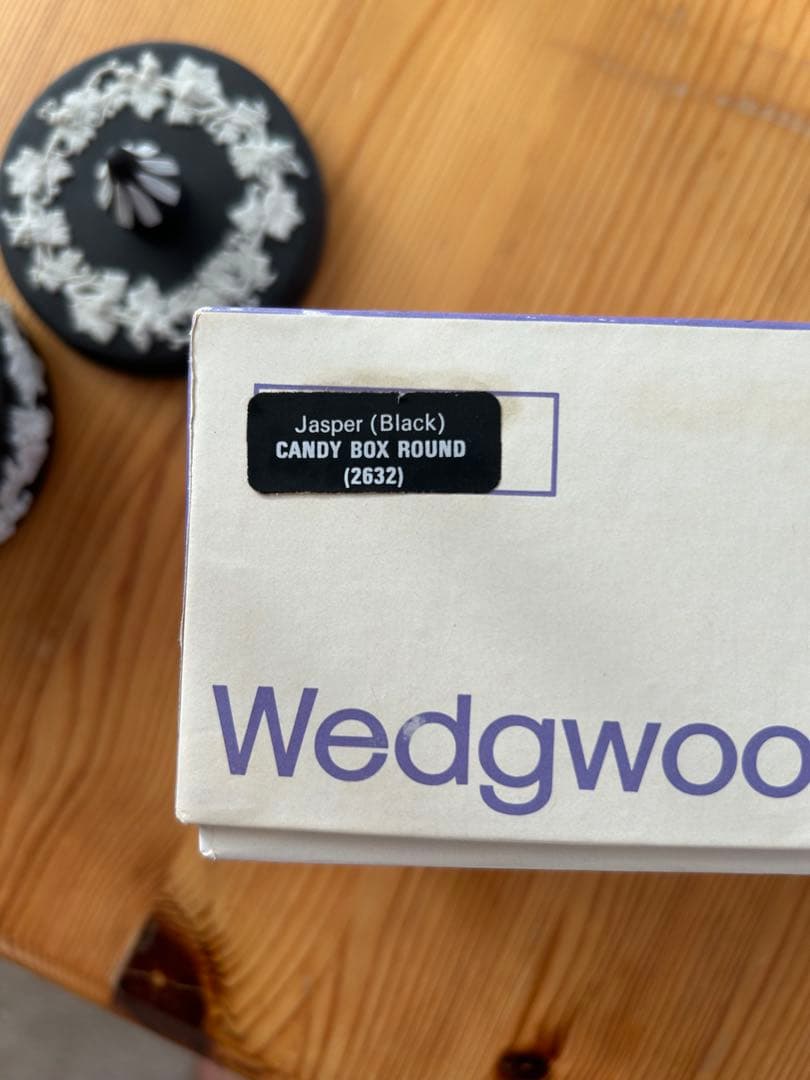 Jasper (Black)
CANDY BOX ROUND
(2632)
Wedgwoo